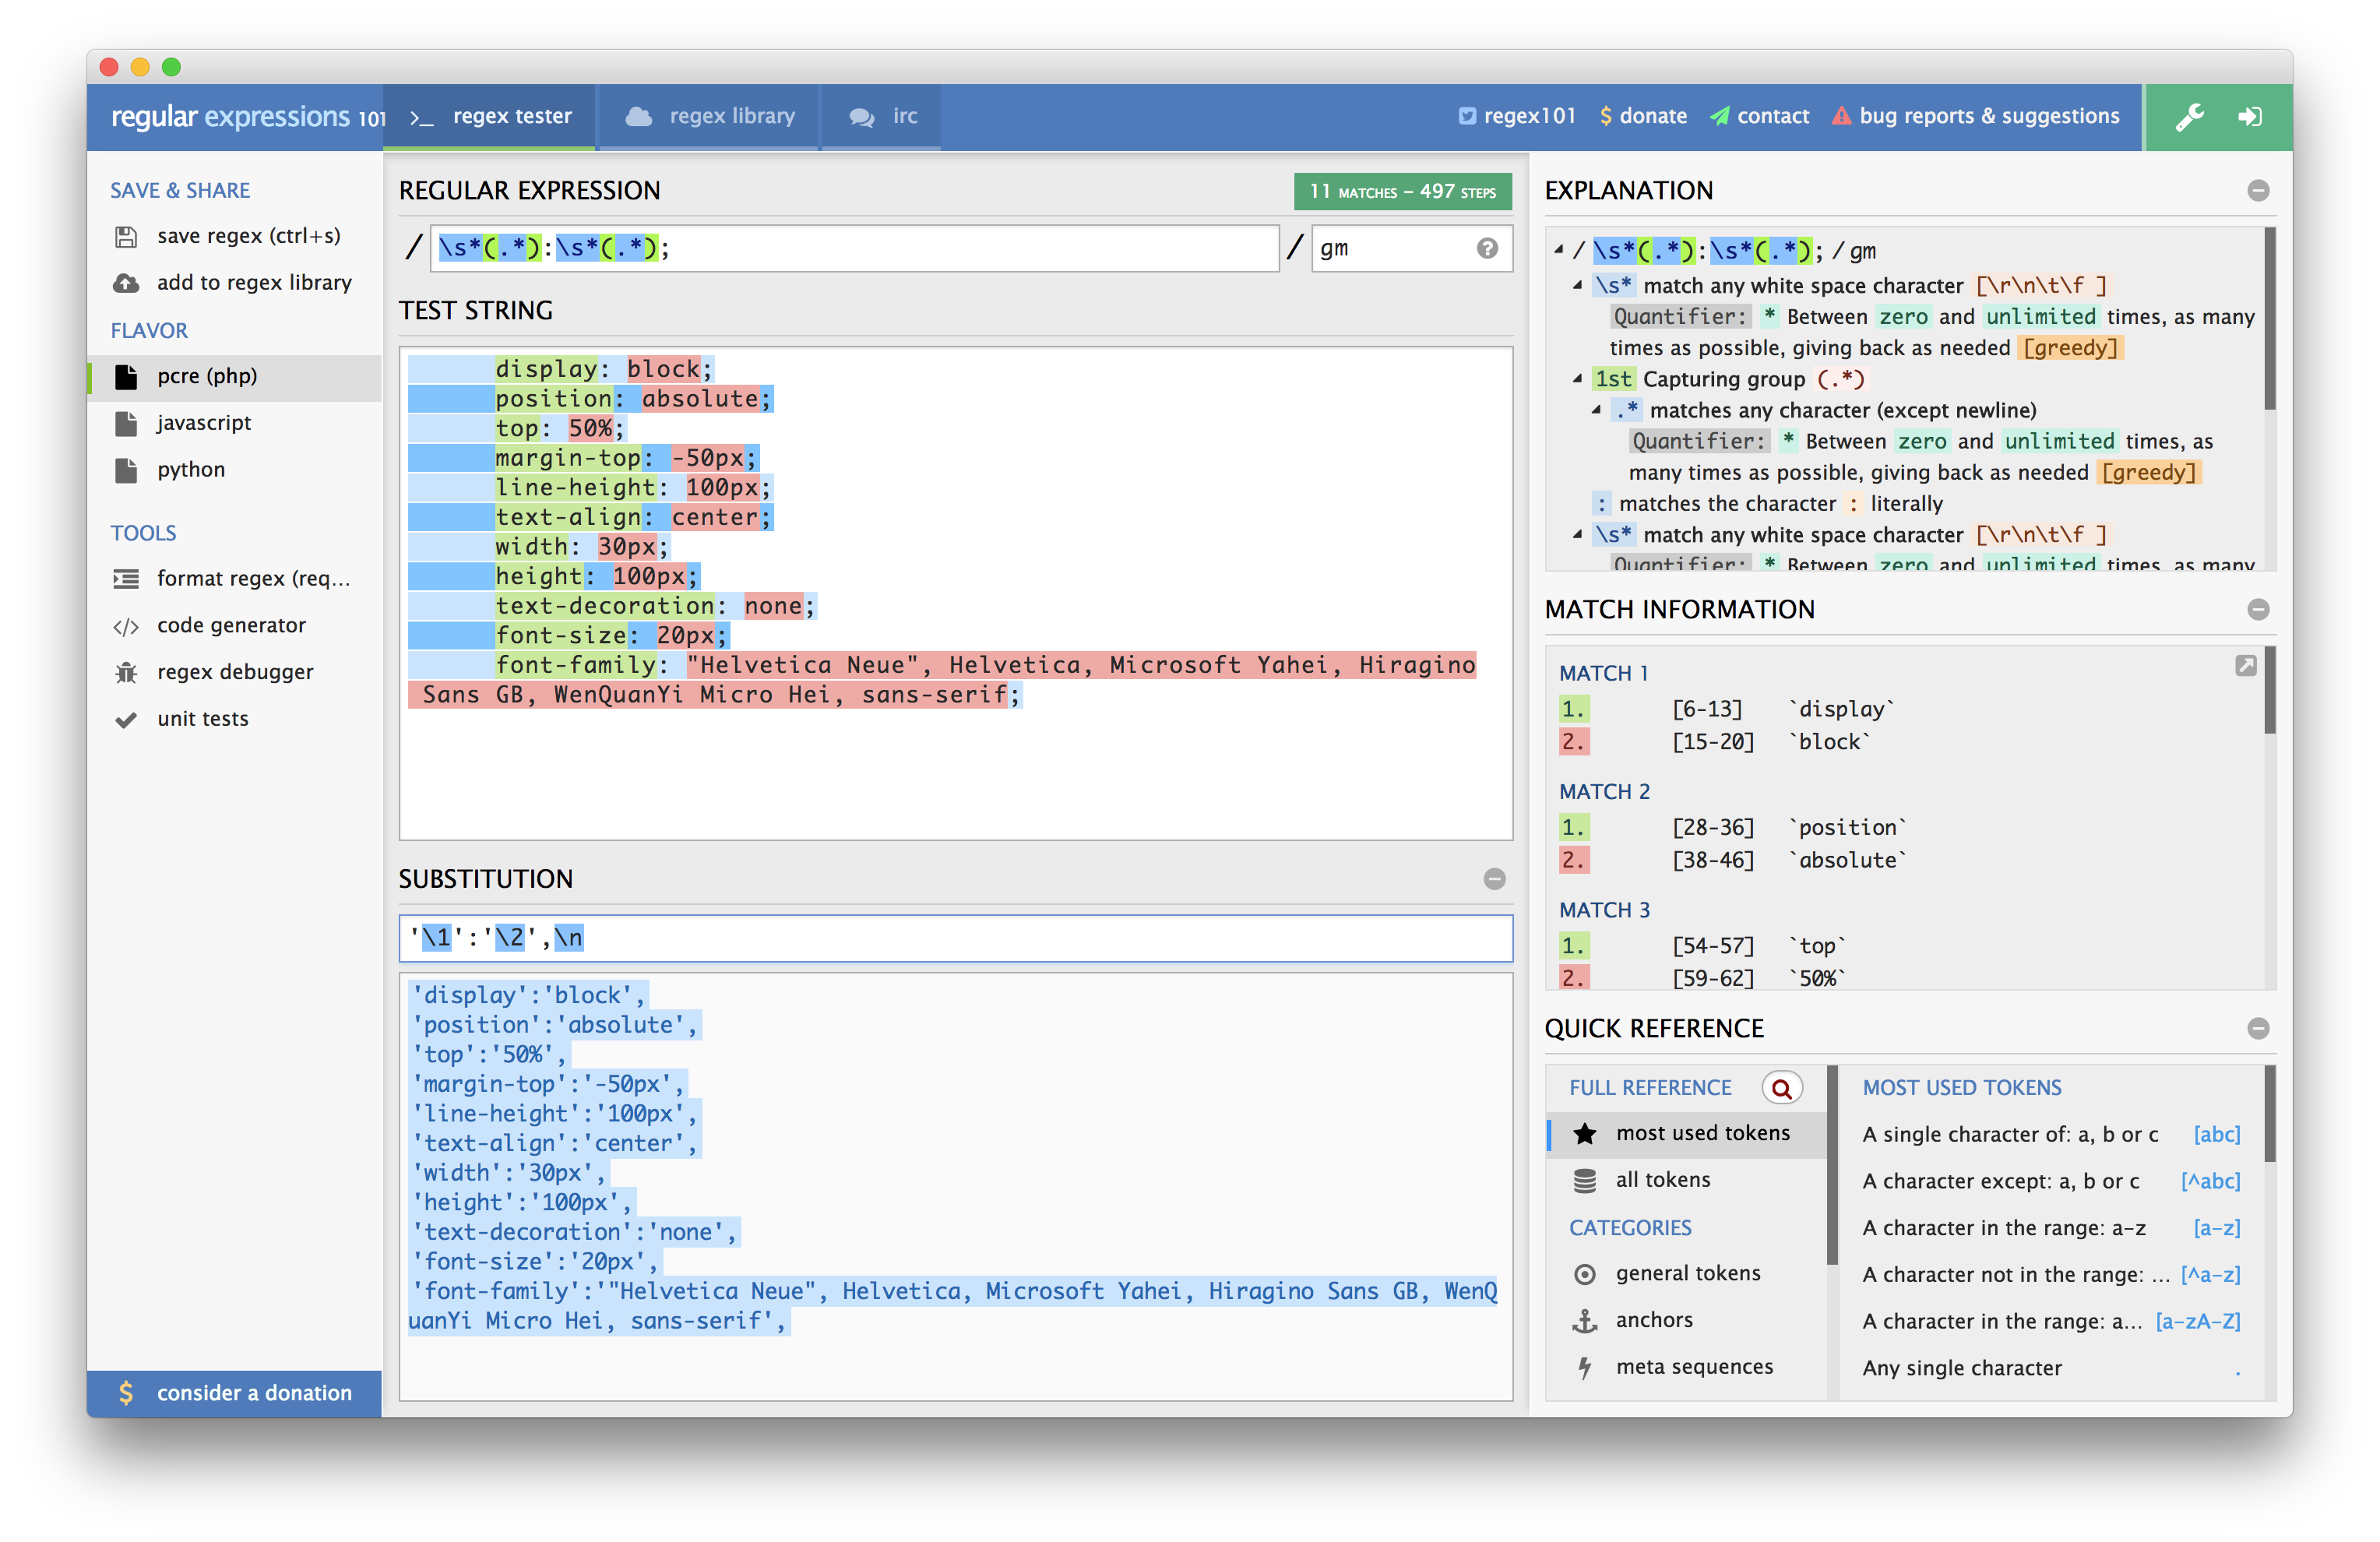 regular expressions 101
>_ regex tester
regex library
irc
regex101
$ donate
contact
bug reports & suggestions
SAVE & SHARE
save regex (ctrl+s)
add to regex library
FLAVOR
pcre (php)
javascript
python
TOOLS
format regex (req...
code generator
regex debugger
unit tests
$ consider a donation
REGULAR EXPRESSION
11 MATCHES – 497 STEPS
/ \s*(.*):\s*(.*); / gm
TEST STRING
display: block;
position: absolute;
top: 50%;
margin-top: -50px;
line-height: 100px;
text-align: center;
width: 30px;
height: 100px;
text-decoration: none;
font-size: 20px;
font-family: "Helvetica Neue", Helvetica, Microsoft Yahei, Hiragino
Sans GB, WenQuanYi Micro Hei, sans-serif;
SUBSTITUTION
'\1':'\2',\n
'display':'block',
'position':'absolute',
'top':'50%',
'margin-top':'-50px',
'line-height':'100px',
'text-align':'center',
'width':'30px',
'height':'100px',
'text-decoration':'none',
'font-size':'20px',
'font-family':'"Helvetica Neue", Helvetica, Microsoft Yahei, Hiragino Sans GB, WenQ
uanYi Micro Hei, sans-serif',
EXPLANATION
/ \s*(.*):\s*(.*); / gm
\s* match any white space character [\r\n\t\f ]
Quantifier: * Between zero and unlimited times, as many
times as possible, giving back as needed [greedy]
1st Capturing group (.*)
.* matches any character (except newline)
Quantifier: * Between zero and unlimited times, as
many times as possible, giving back as needed [greedy]
: matches the character : literally
\s* match any white space character [\r\n\t\f ]
Quantifier: * Between zero and unlimited times, as many
MATCH INFORMATION
MATCH 1
1. [6-13] `display`
2. [15-20] `block`
MATCH 2
1. [28-36] `position`
2. [38-46] `absolute`
MATCH 3
1. [54-57] `top`
2. [59-62] `50%`
QUICK REFERENCE
FULL REFERENCE
most used tokens
all tokens
CATEGORIES
general tokens
anchors
meta sequences
MOST USED TOKENS
A single character of: a, b or c [abc]
A character except: a, b or c [^abc]
A character in the range: a-z [a-z]
A character not in the range: ... [^a-z]
A character in the range: a... [a-zA-Z]
Any single character .